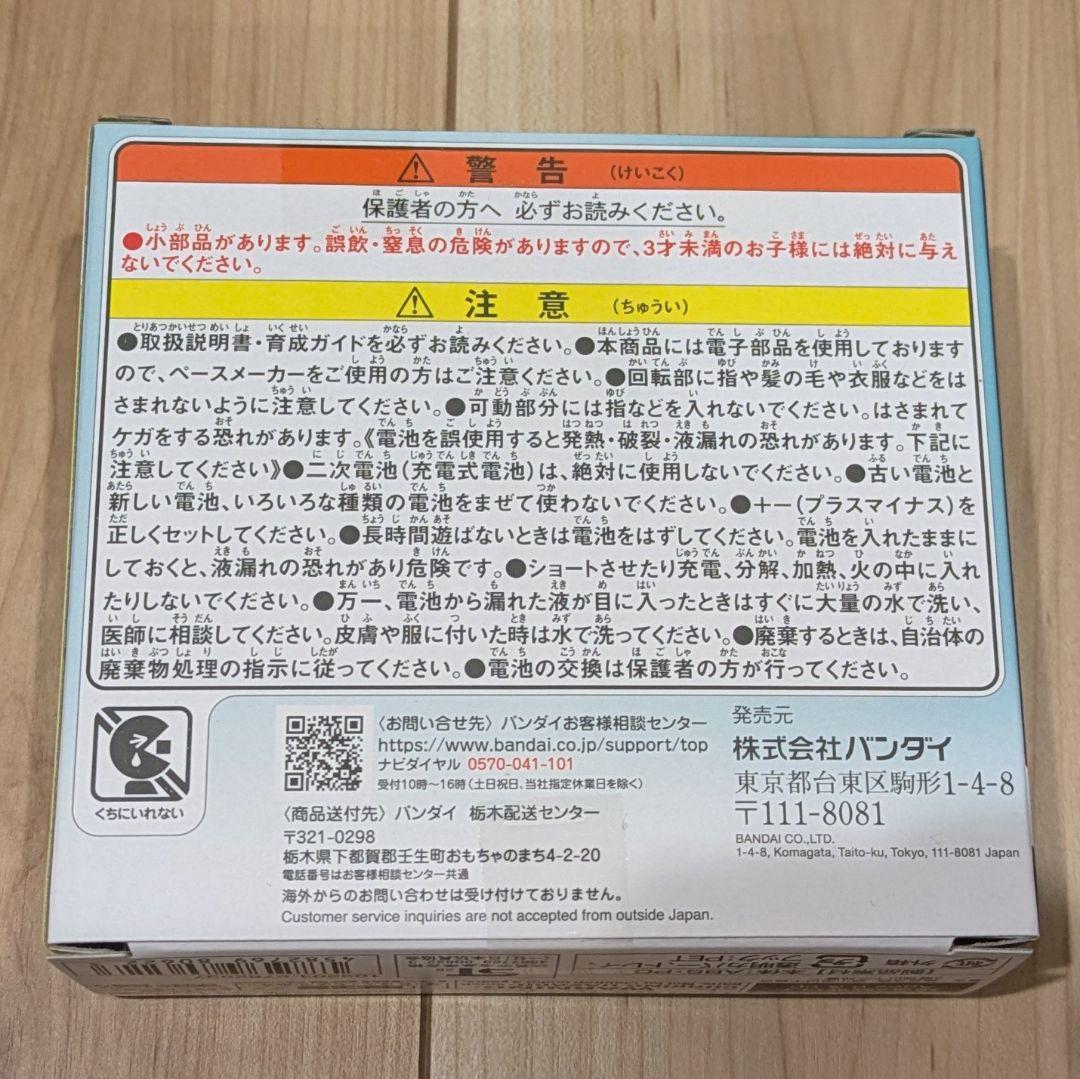 警告 (けいこく)
保護者の方へ 必ずお読みください。
●小部品があります。誤飲・窒息の危険がありますので、3才未満のお子様には絶対に与え
ないでください。
注意 (ちゅうい)
●取扱説明書・育成ガイドを必ずお読みください。●本商品には電子部品を使用しております
ので、ペースメーカーをご使用の方はご注意ください。●回転部に指や髪の毛や衣服などをは
さまれないように注意してください。●可動部分には指などを入れないでください。はさまれて
ケガをする恐れがあります。《電池を誤使用すると発熱・破裂・液漏れの恐れがあります。下記に
注意してください》●二次電池(充電式電池)は、絶対に使用しないでください。●古い電池と
新しい電池、いろいろな種類の電池をまぜて使わないでください。●+−(プラスマイナス)を
正しくセットしてください。●長時間遊ばないときは電池をはずしてください。電池を入れたままに
しておくと、液漏れの恐れがあり危険です。●ショートさせたり充電、分解、加熱、火の中に入れ
たりしないでください。●万一、電池から漏れた液が目に入ったときはすぐに大量の水で洗い、
医師に相談してください。皮膚や服に付いた時は水で洗ってください。●廃棄するときは、自治体の
廃棄物処理の指示に従ってください。●電池の交換は保護者の方が行ってください。
くちにいれない
〈お問い合せ先〉バンダイお客様相談センター
https://www.bandai.co.jp/support/top
ナビダイヤル 0570-041-101
受付10時〜16時(土日祝日、当社指定休業日を除く)
〈商品送付先〉バンダイ 栃木配送センター
〒321-0298
栃木県下都賀郡壬生町おもちゃのまち4-2-20
電話番号はお客様相談センター共通
海外からのお問い合わせは受け付けておりません。
Customer service inquiries are not accepted from outside Japan.
発売元
株式会社バンダイ
東京都台東区駒形1-4-8
〒111-8081
BANDAI CO.,LTD.
1-4-8, Komagata, Taito-ku, Tokyo, 111-8081 Japan